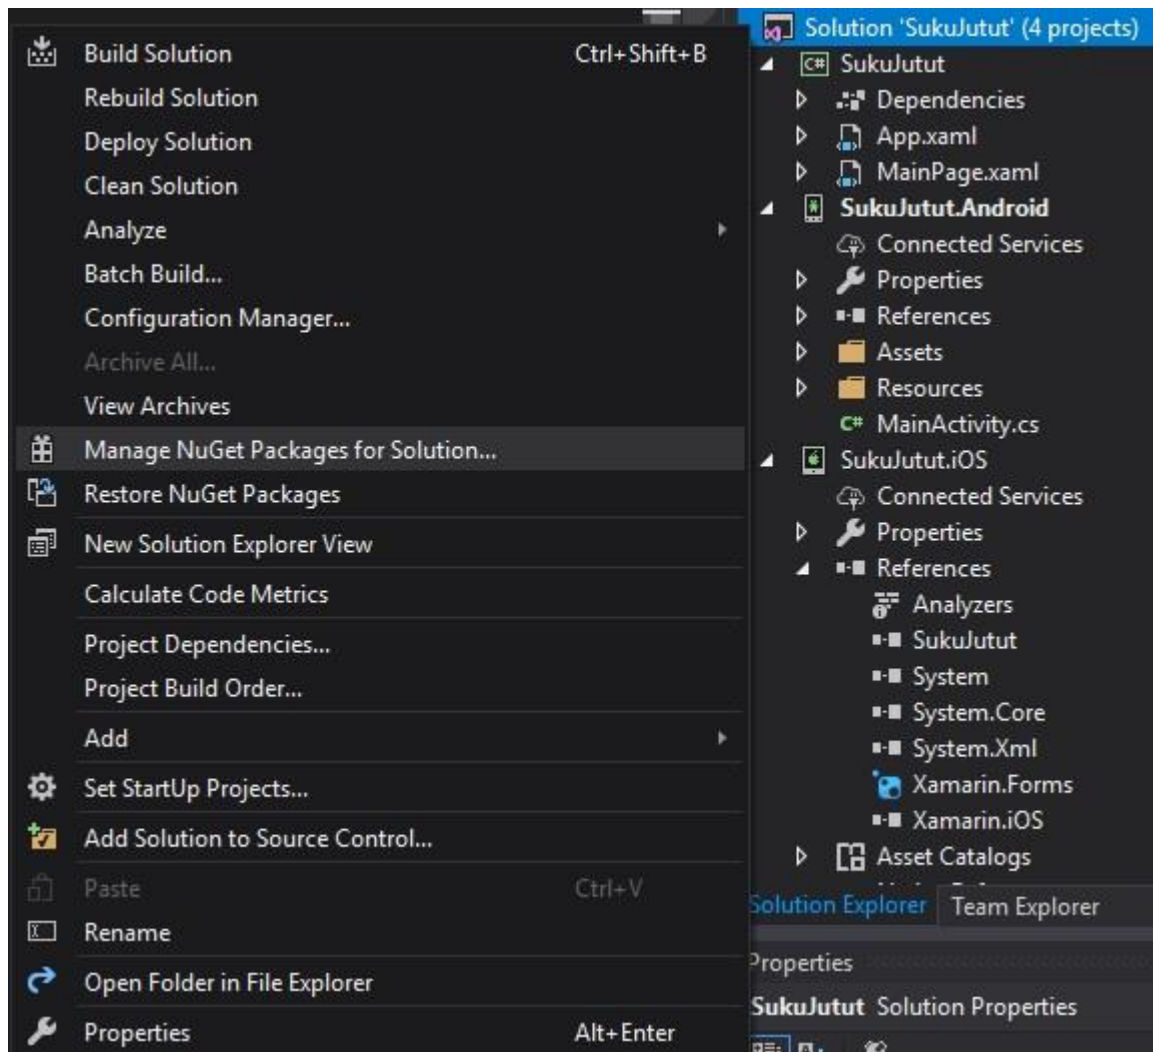 Build Solution Ctrl+Shift+B
Rebuild Solution
Deploy Solution
Clean Solution
Analyze
Batch Build...
Configuration Manager...
Archive All...
View Archives
Manage NuGet Packages for Solution...
Restore NuGet Packages
New Solution Explorer View
Calculate Code Metrics
Project Dependencies...
Project Build Order...
Add
Set StartUp Projects...
Add Solution to Source Control...
Paste Ctrl+V
Rename
Open Folder in File Explorer
Properties Alt+Enter
Solution 'SukuJutut' (4 projects)
C# SukuJutut
Dependencies
App.xaml
MainPage.xaml
SukuJutut.Android
Connected Services
Properties
References
Assets
Resources
C# MainActivity.cs
SukuJutut.iOS
Connected Services
Properties
References
Analyzers
SukuJutut
System
System.Core
System.Xml
Xamarin.Forms
Xamarin.iOS
Asset Catalogs
Solution Explorer Team Explorer
Properties
SukuJutut Solution Properties